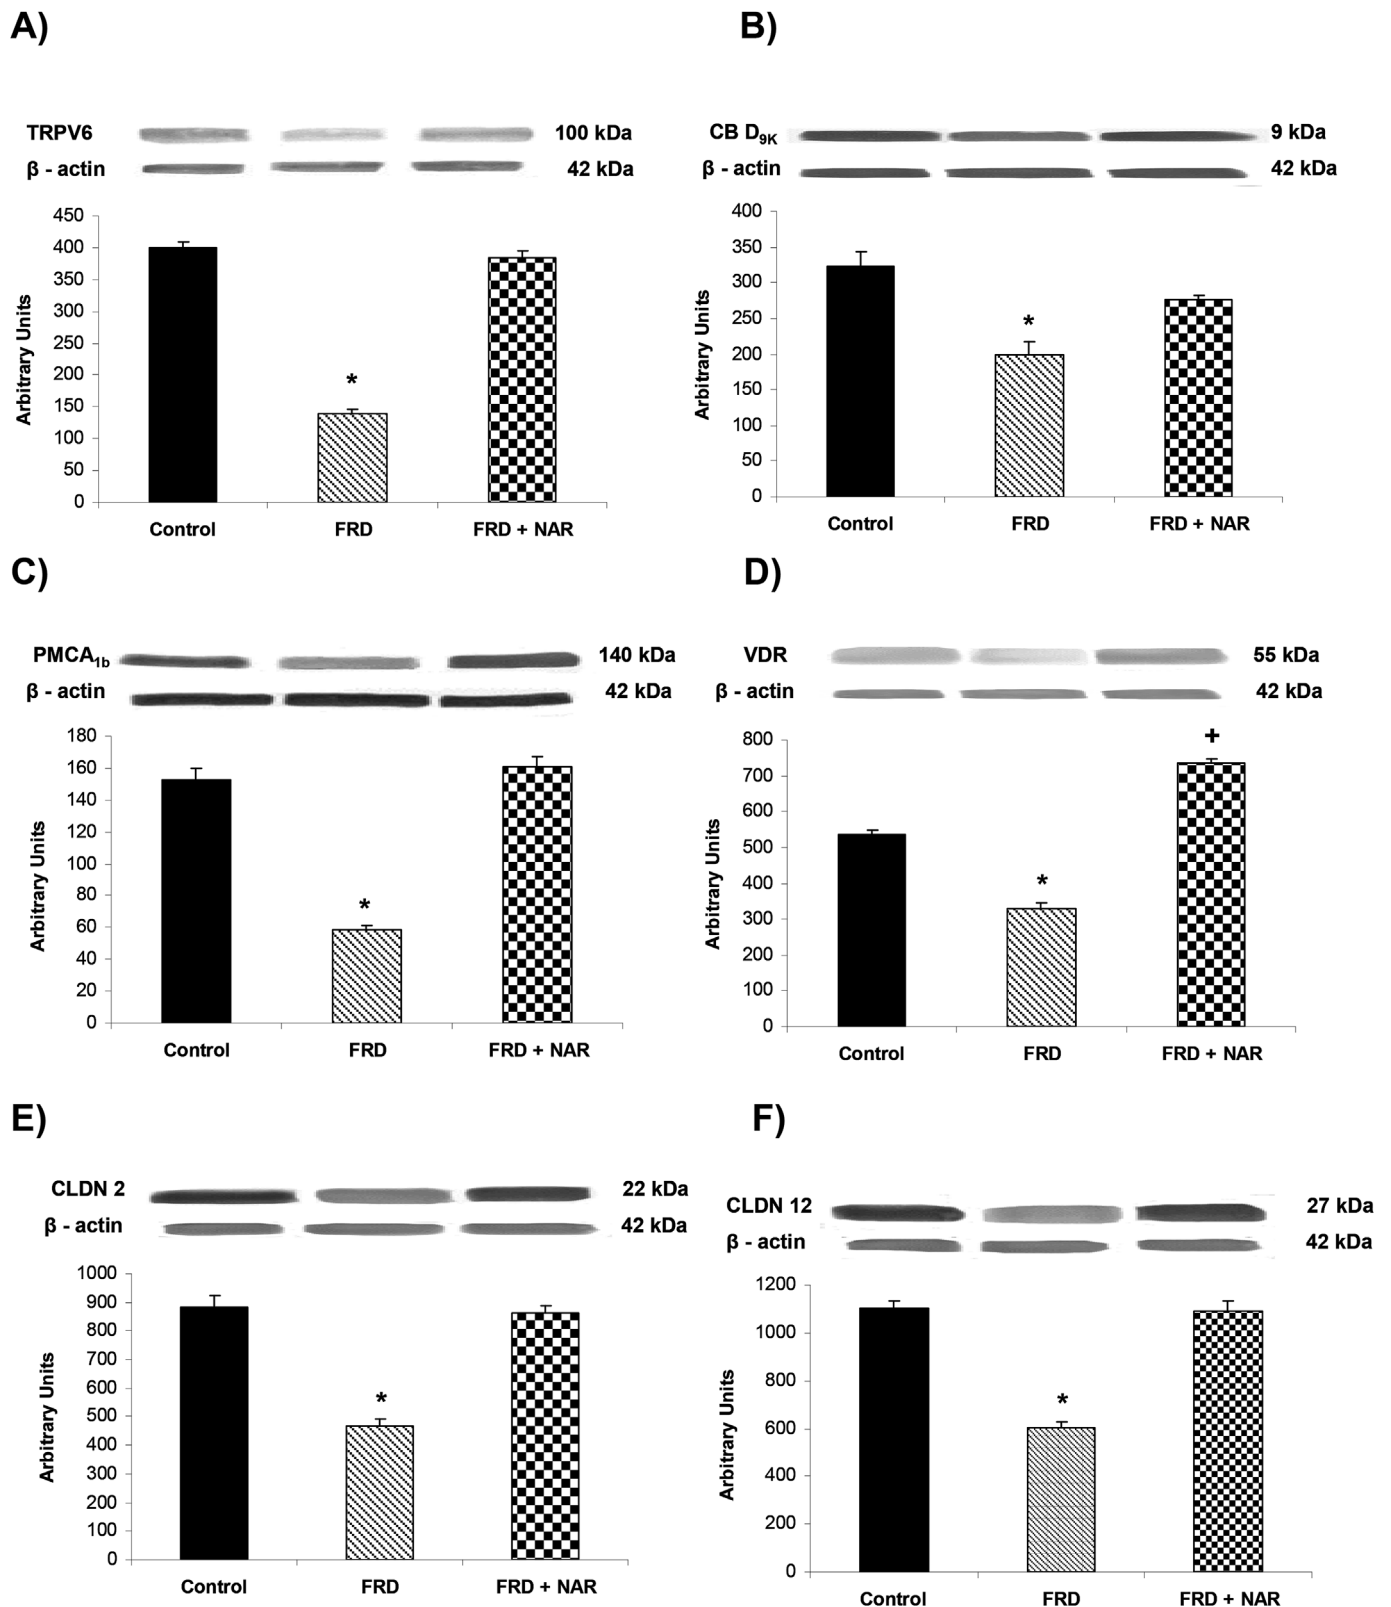 A)
TRPV6 100 kDa
β - actin 42 kDa
450
400
350
300
250
200
150
100
50
0
Arbitrary Units
*
Control FRD FRD + NAR
B)
CB D9K 9 kDa
β - actin 42 kDa
400
350
300
250
200
150
100
50
0
Arbitrary Units
*
Control FRD FRD + NAR
C)
PMCA1b 140 kDa
β - actin 42 kDa
180
160
140
120
100
80
60
40
20
0
Arbitrary Units
*
Control FRD FRD + NAR
D)
VDR 55 kDa
β - actin 42 kDa
800
700
600
500
400
300
200
100
0
Arbitrary Units
*
+
Control FRD FRD + NAR
E)
CLDN 2 22 kDa
β - actin 42 kDa
1000
900
800
700
600
500
400
300
200
100
0
Arbitrary Units
*
Control FRD FRD + NAR
F)
CLDN 12 27 kDa
β - actin 42 kDa
1200
1000
800
600
400
200
0
Arbitrary Units
*
Control FRD FRD + NAR